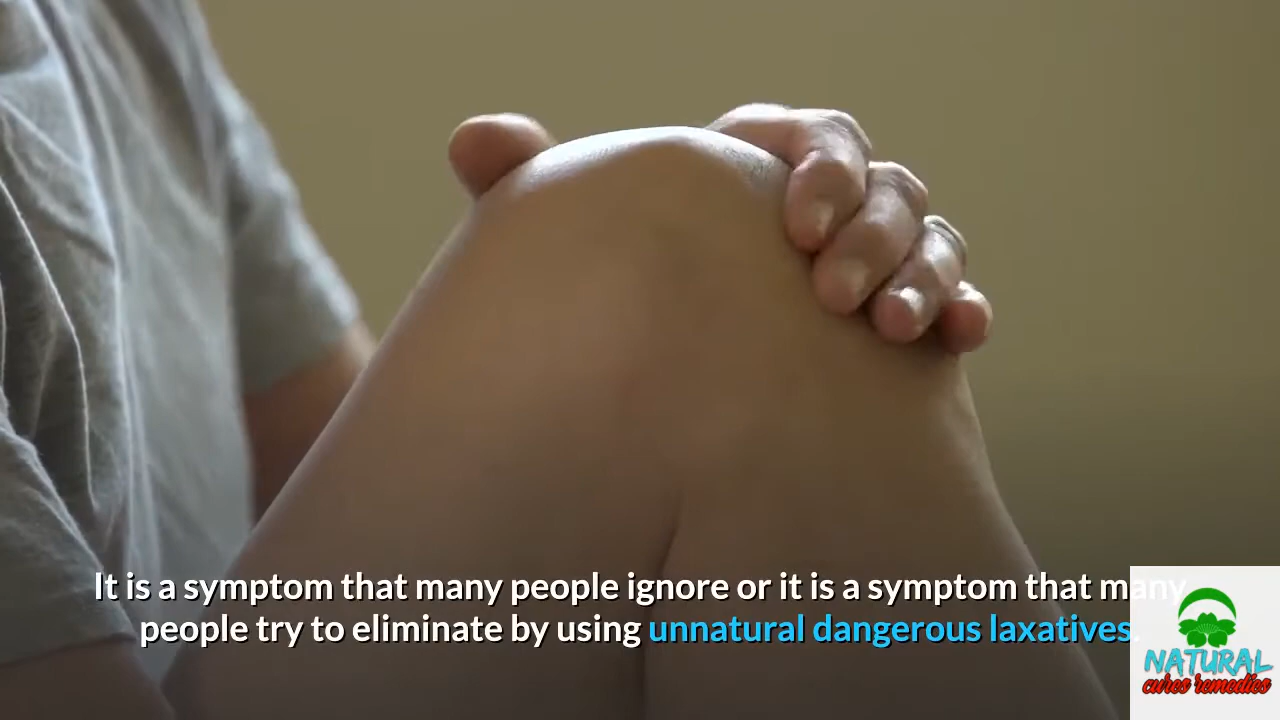 It is a symptom that many people ignore or it is a symptom that many
people try to eliminate by using unnatural dangerous laxatives.
NATURAL
cures remedies